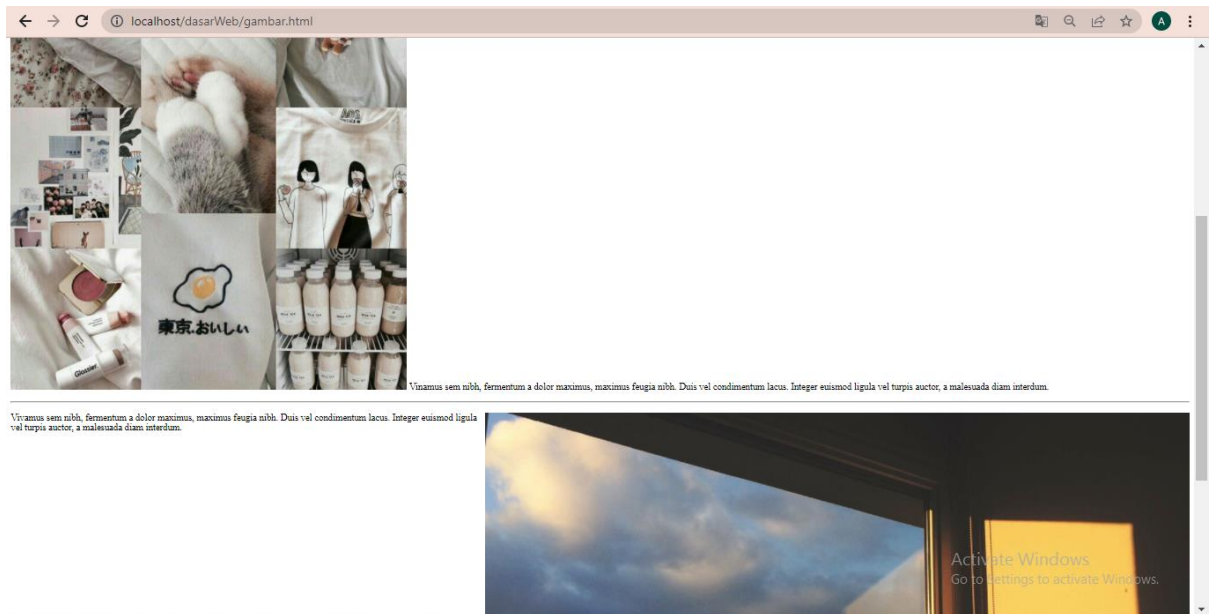 localhost/dasarWeb/gambar.html
A
東京.おいしい
Glossier
Vinamus sem nibh, fermentum a dolor maximus, maximus feugia nibh. Duis vel condimentum lacus. Integer euismod ligula vel turpis auctor, a malesuada diam interdum.
Vivamus sem nibh, fermentum a dolor maximus, maximus feugia nibh. Duis vel condimentum lacus. Integer euismod ligula
vel turpis auctor, a malesuada diam interdum.
Activate Windows
Go to Settings to activate Windows.